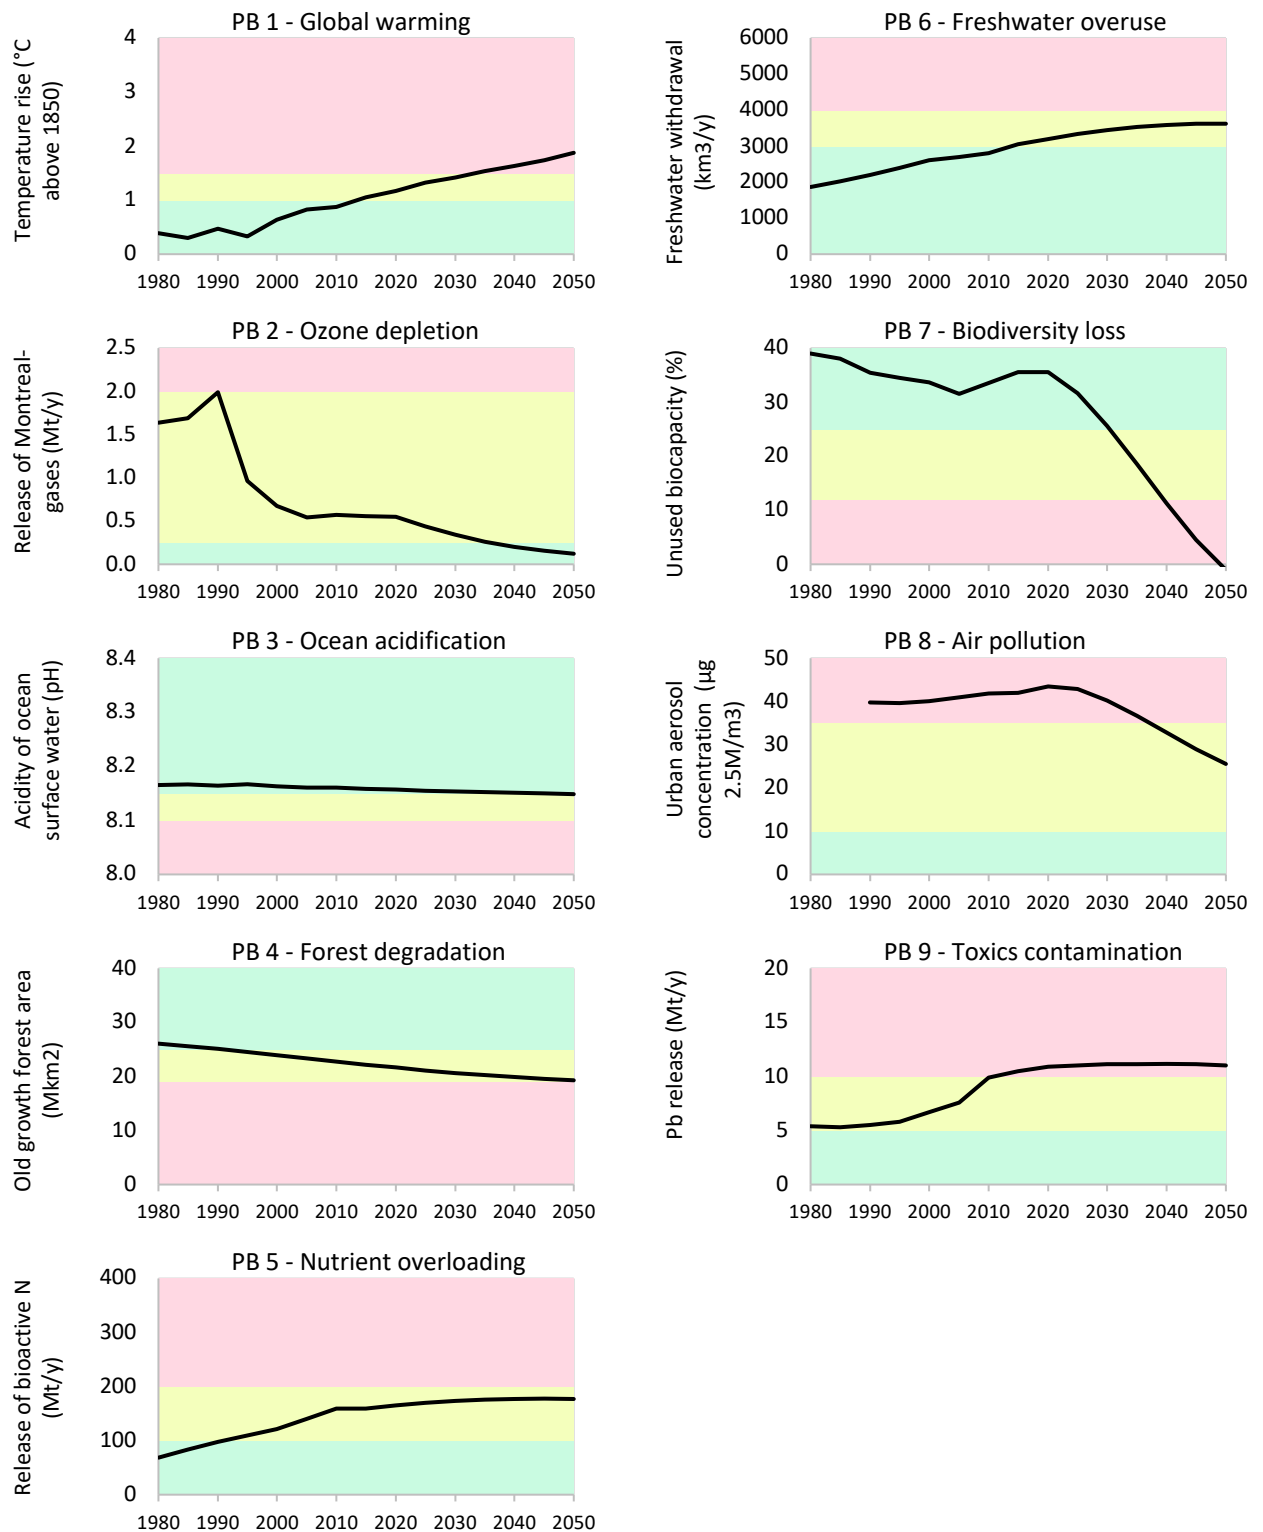 PB 1 - Global warming
Temperature rise (°C
above 1850)
4
3
2
1
0
1980 1990 2000 2010 2020 2030 2040 2050
PB 6 - Freshwater overuse
Freshwater withdrawal
(km3/y)
6000
5000
4000
3000
2000
1000
0
1980 1990 2000 2010 2020 2030 2040 2050
PB 2 - Ozone depletion
Release of Montreal-
gases (Mt/y)
2.5
2.0
1.5
1.0
0.5
0.0
1980 1990 2000 2010 2020 2030 2040 2050
PB 7 - Biodiversity loss
Unused biocapacity (%)
40
30
20
10
0
1980 1990 2000 2010 2020 2030 2040 2050
PB 3 - Ocean acidification
Acidity of ocean
surface water (pH)
8.4
8.3
8.2
8.1
8.0
1980 1990 2000 2010 2020 2030 2040 2050
PB 8 - Air pollution
Urban aerosol
concentration (µg
2.5M/m3)
50
40
30
20
10
0
1980 1990 2000 2010 2020 2030 2040 2050
PB 4 - Forest degradation
Old growth forest area
(Mkm2)
40
30
20
10
0
1980 1990 2000 2010 2020 2030 2040 2050
PB 9 - Toxics contamination
Pb release (Mt/y)
20
15
10
5
0
1980 1990 2000 2010 2020 2030 2040 2050
PB 5 - Nutrient overloading
Release of bioactive N
(Mt/y)
400
300
200
100
0
1980 1990 2000 2010 2020 2030 2040 2050